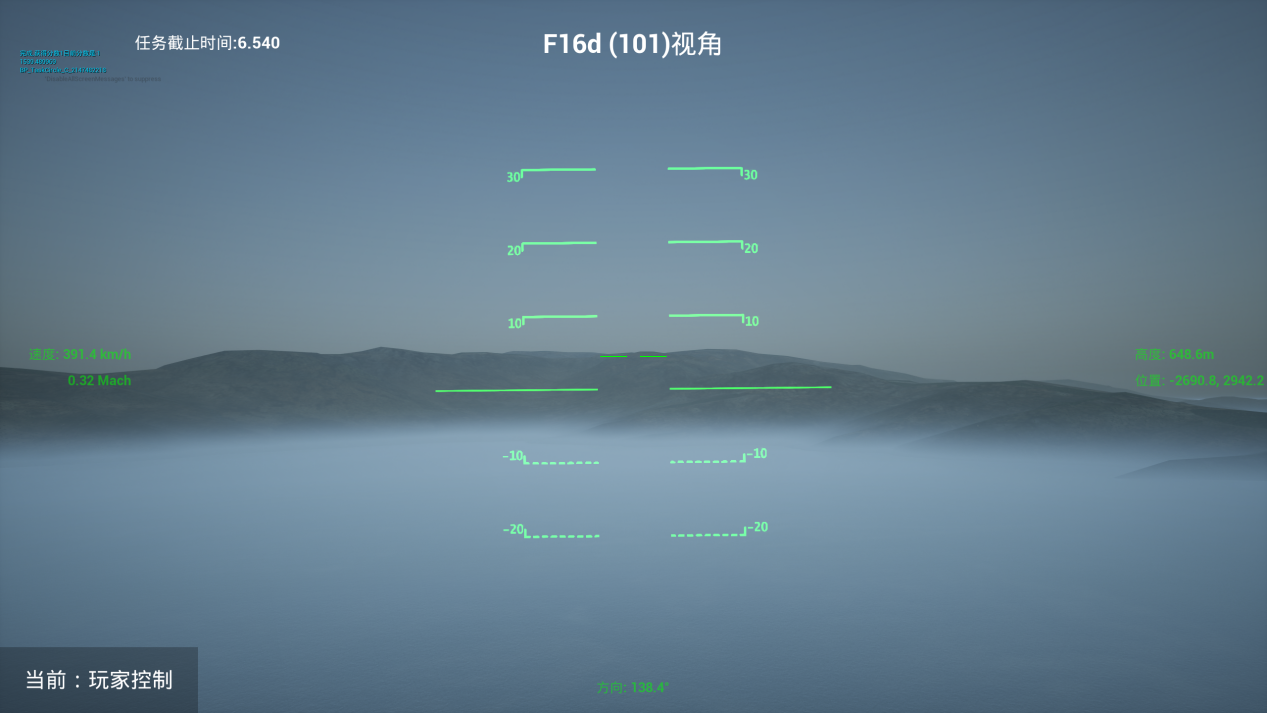 任务截止时间:6.540
F16d (101)视角
30 30
20 20
10 10
速度: 391.4 km/h
高度: 648.6m
0.32 Mach
位置: -2690.8, 2942.2
-10 -10
-20 -20
当前：玩家控制
方向: 138.4°